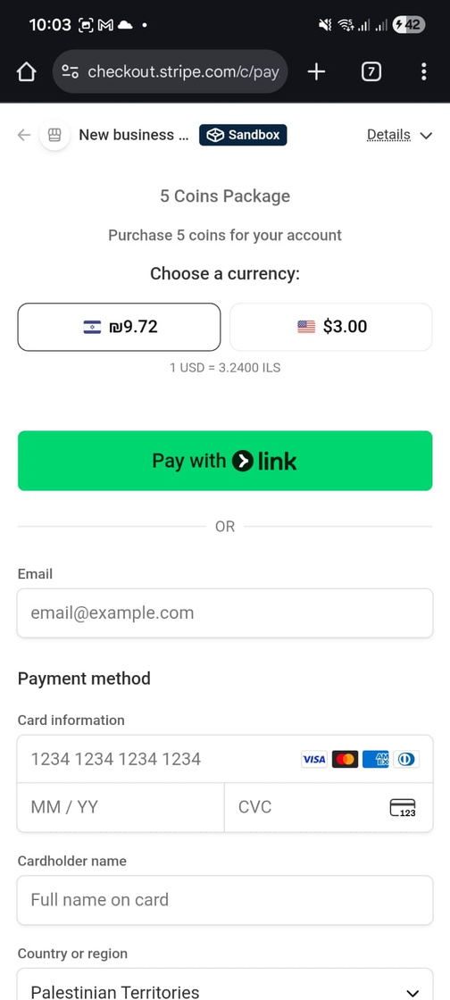 10:03 42
checkout.stripe.com/c/pay 7
New business ... Sandbox Details
5 Coins Package
Purchase 5 coins for your account
Choose a currency:
₪9.72 $3.00
1 USD = 3.2400 ILS
Pay with link
OR
Email
email@example.com
Payment method
Card information
1234 1234 1234 1234 VISA AM EX
MM / YY CVC 123
Cardholder name
Full name on card
Country or region
Palestinian Territories